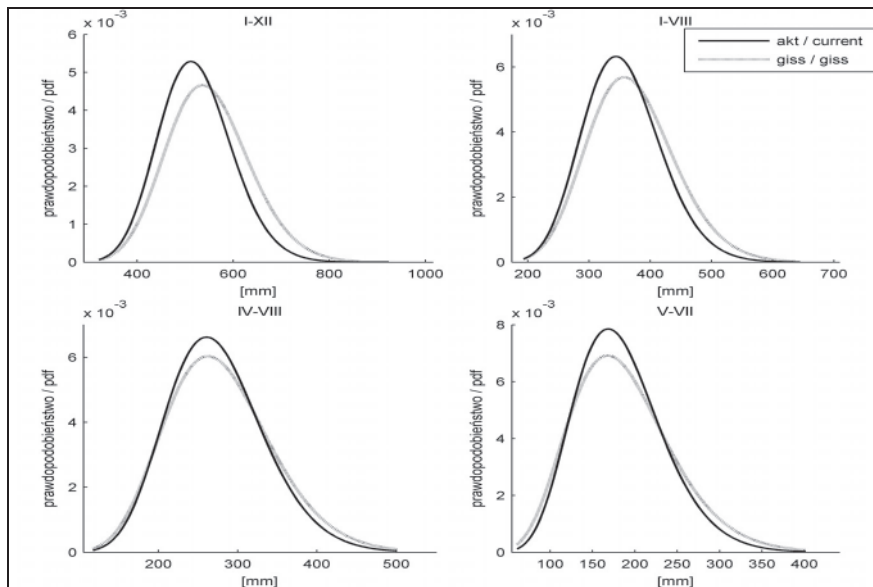 I-XII
x 10⁻³
prawdopodobieństwo / pdf
6
5
4
3
2
1
0
400 600 800 1000
[mm]
I-VIII
x 10⁻³
prawdopodobieństwo / pdf
6
4
2
0
200 300 400 500 600 700
[mm]
akt / current
giss / giss
IV-VIII
x 10⁻³
prawdopodobieństwo / pdf
6
4
2
0
200 300 400 500
[mm]
V-VII
x 10⁻³
prawdopodobieństwo / pdf
8
6
4
2
0
100 150 200 250 300 350 400
[mm]